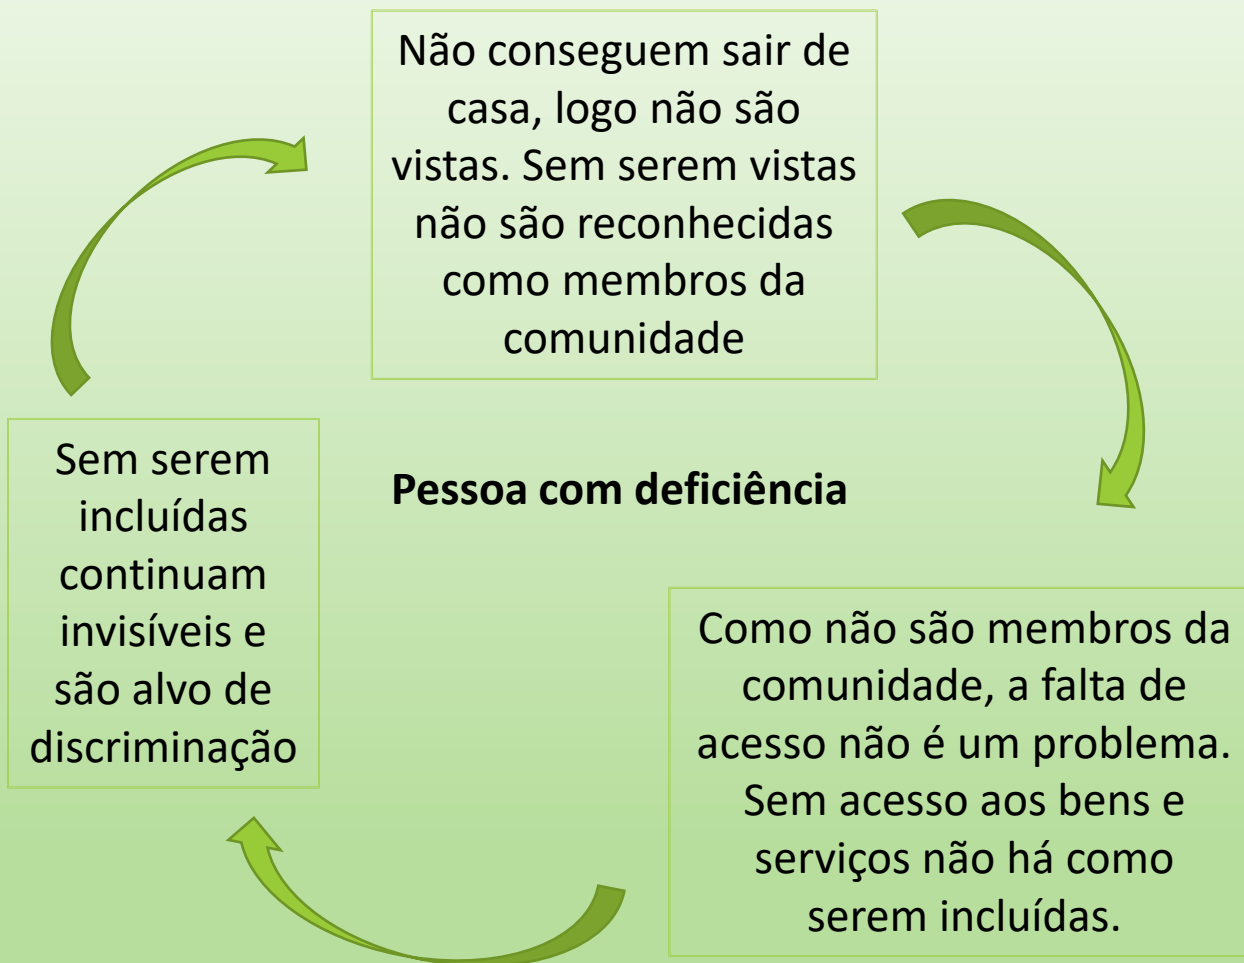 Não conseguem sair de
casa, logo não são
vistas. Sem serem vistas
não são reconhecidas
como membros da
comunidade
Sem serem
incluídas
continuam
invisíveis e
são alvo de
discriminação
Pessoa com deficiência
Como não são membros da
comunidade, a falta de
acesso não é um problema.
Sem acesso aos bens e
serviços não há como
serem incluídas.